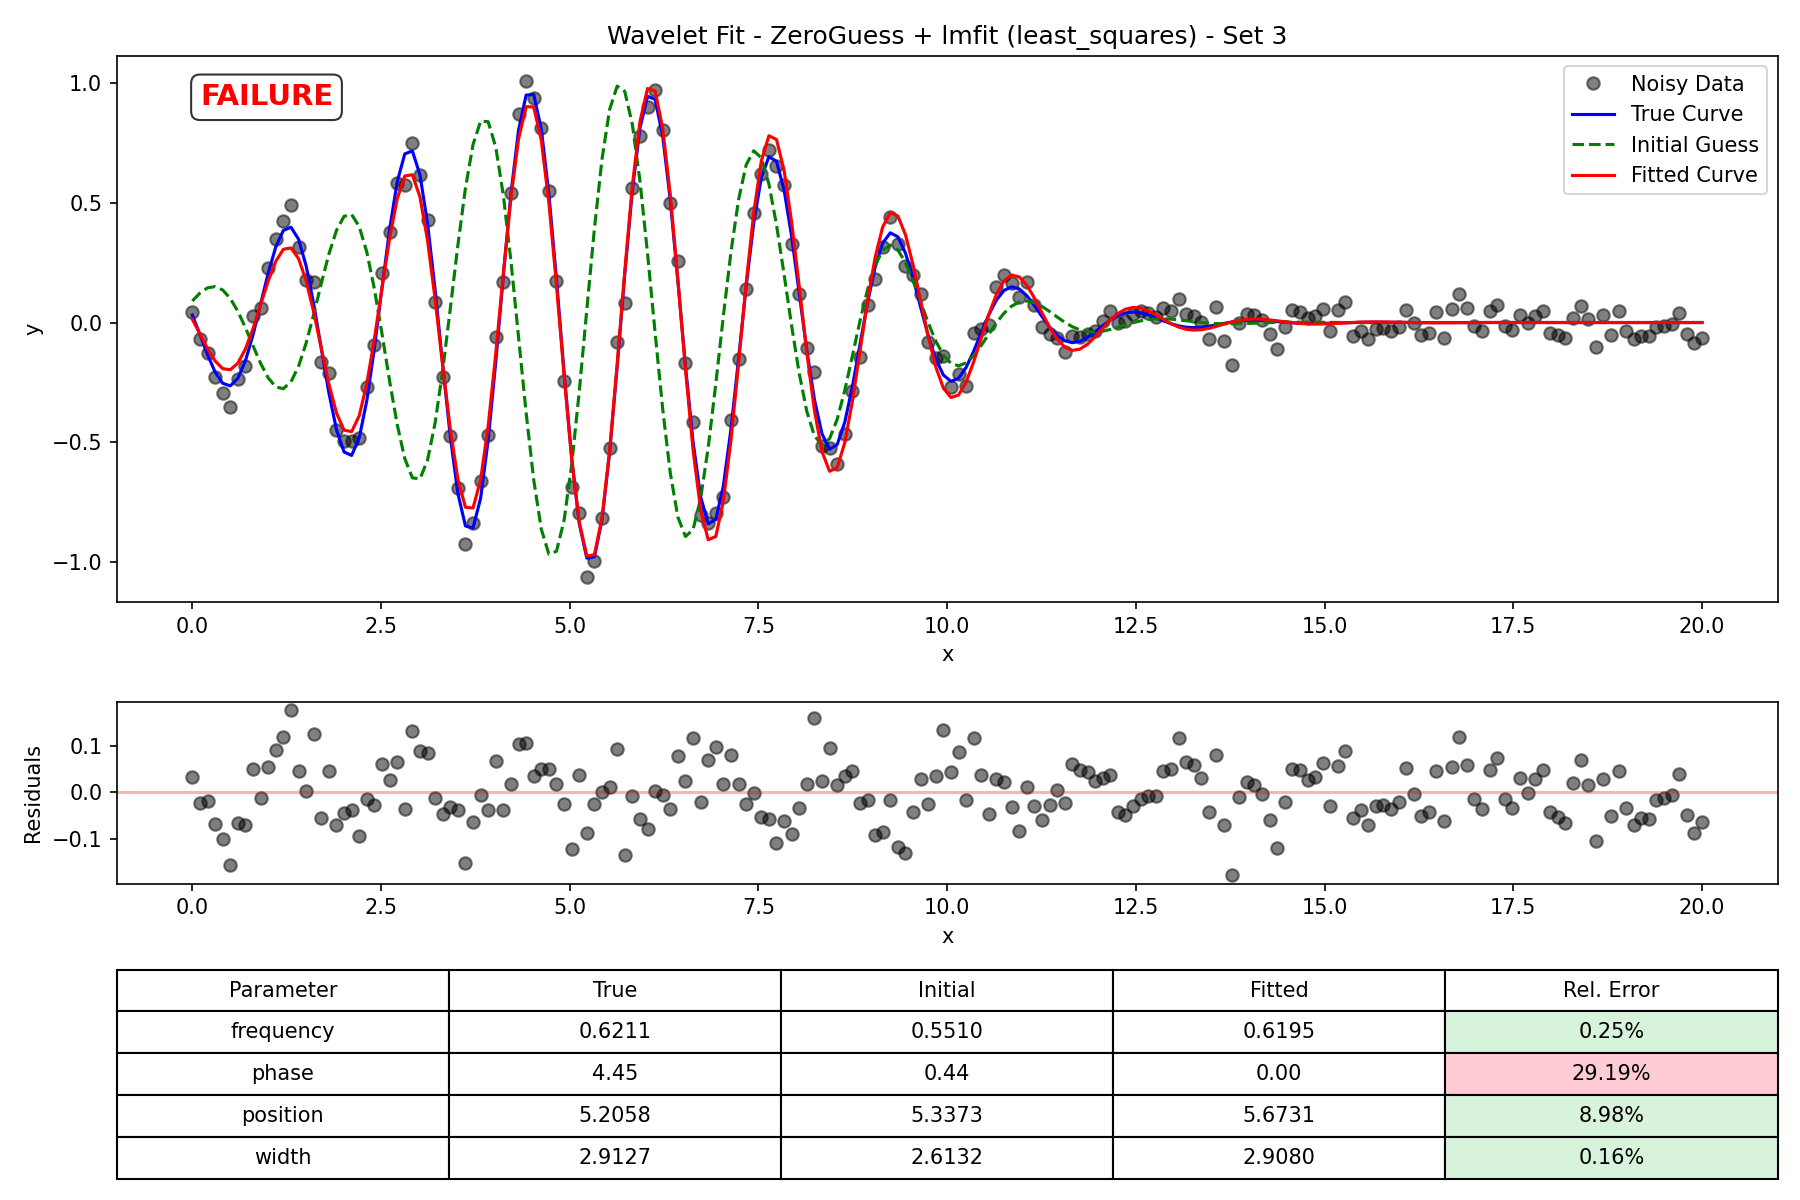 Wavelet Fit - ZeroGuess + lmfit (least_squares) - Set 3
FAILURE
Noisy Data
True Curve
Initial Guess
Fitted Curve
y
1.0
0.5
0.0
−0.5
−1.0
0.0 2.5 5.0 7.5 10.0 12.5 15.0 17.5 20.0
x
Residuals
0.1
0.0
−0.1
0.0 2.5 5.0 7.5 10.0 12.5 15.0 17.5 20.0
x
Parameter True Initial Fitted Rel. Error
frequency 0.6211 0.5510 0.6195 0.25%
phase 4.45 0.44 0.00 29.19%
position 5.2058 5.3373 5.6731 8.98%
width 2.9127 2.6132 2.9080 0.16%